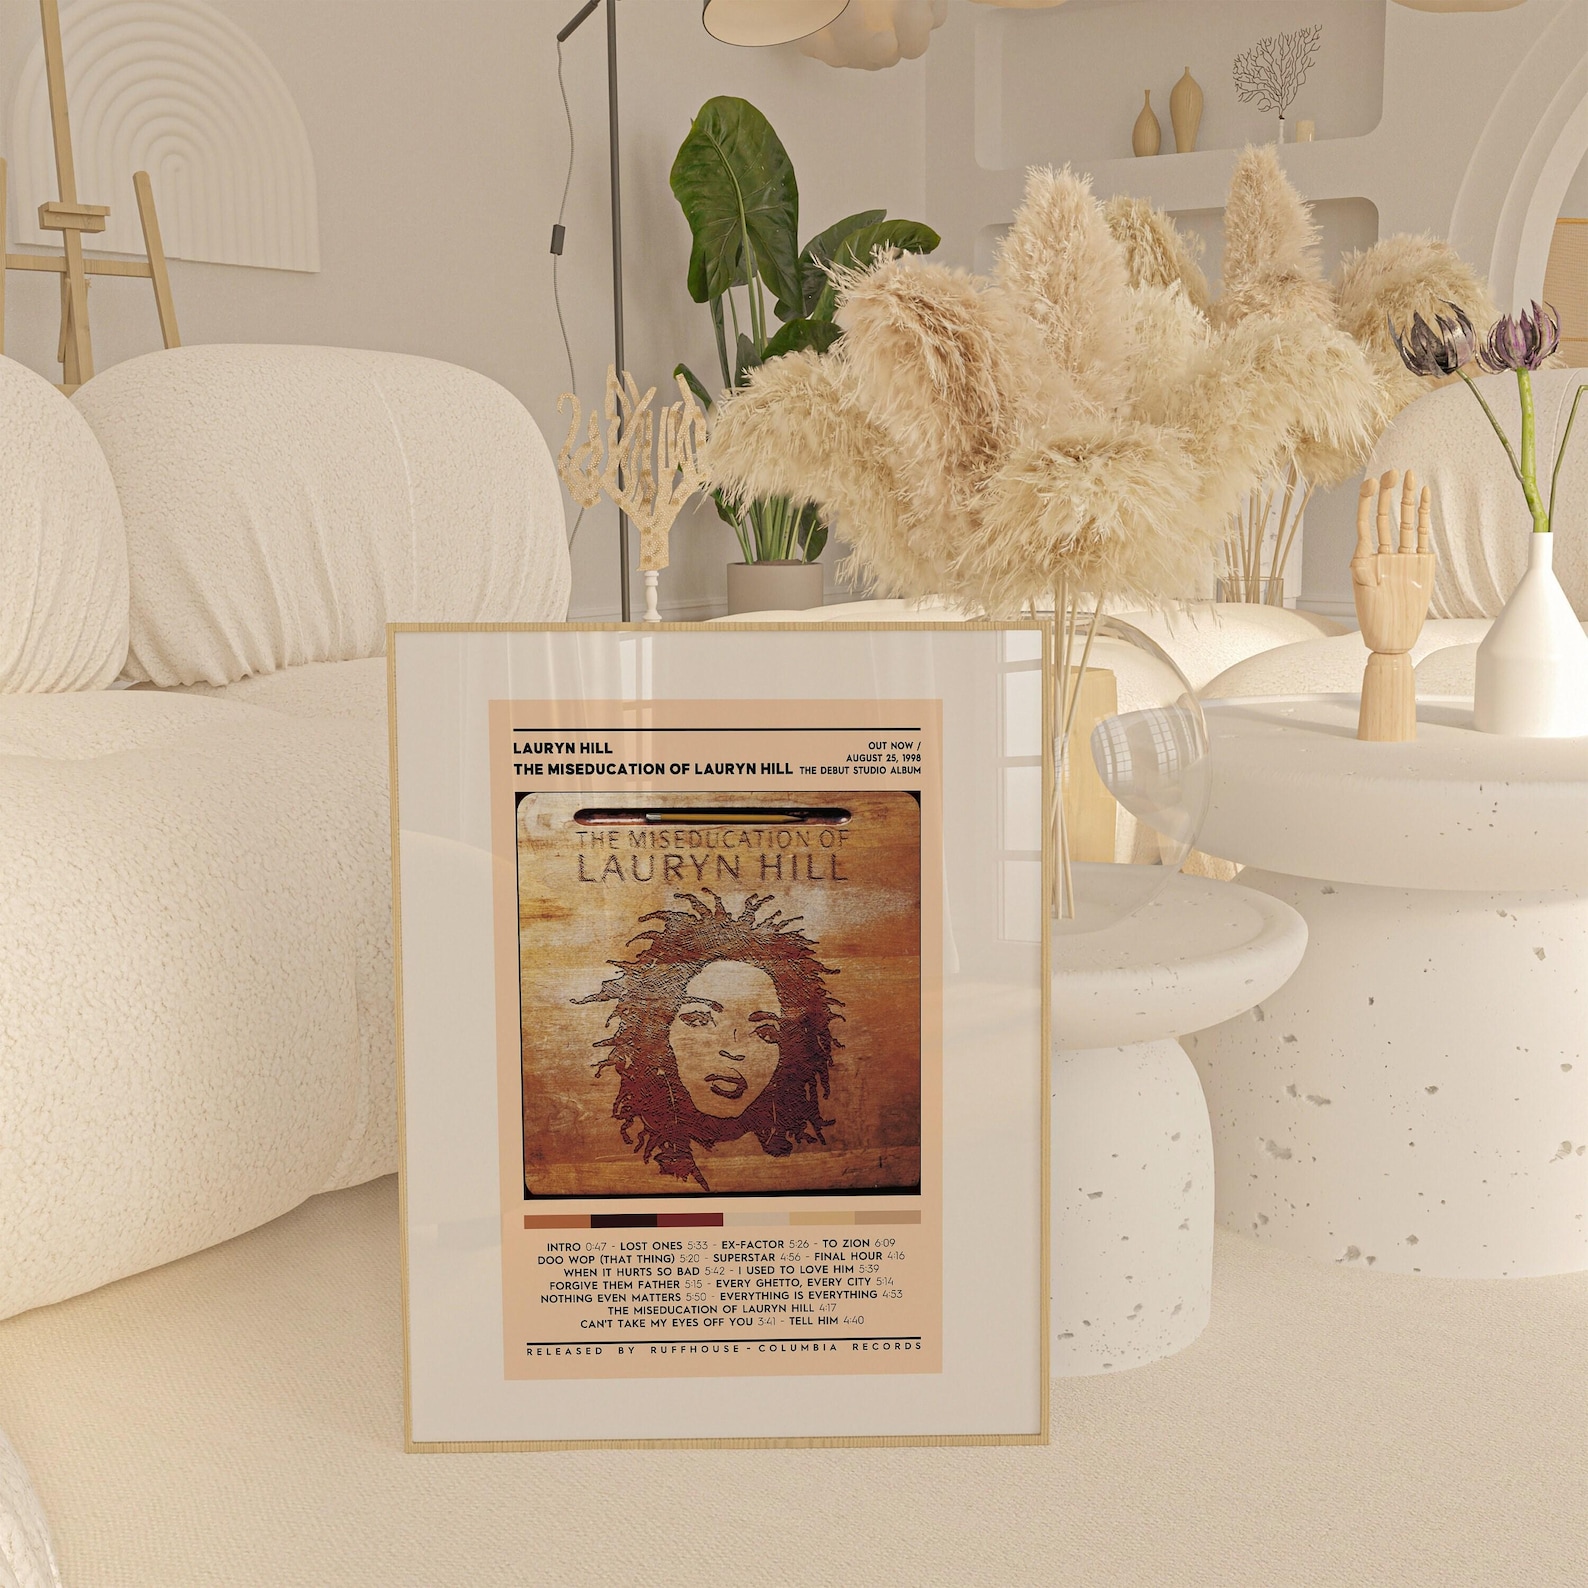 LAURYN HILL
THE MISEDUCATION OF LAURYN HILL
OUT NOW /
AUGUST 25, 1998
THE DEBUT STUDIO ALBUM
THE MISEDUCATION OF
LAURYN HILL
INTRO 0:47 - LOST ONES 5:33 - EX-FACTOR 5:26 - TO ZION 6:09
DOO WOP (THAT THING) 5:20 - SUPERSTAR 4:56 - FINAL HOUR 4:16
WHEN IT HURTS SO BAD 5:42 - I USED TO LOVE HIM 5:39
FORGIVE THEM FATHER 5:15 - EVERY GHETTO, EVERY CITY 5:14
NOTHING EVEN MATTERS 5:50 - EVERYTHING IS EVERYTHING 4:53
THE MISEDUCATION OF LAURYN HILL 4:17
CAN'T TAKE MY EYES OFF YOU 3:41 - TELL HIM 4:40
RELEASED BY RUFFHOUSE - COLUMBIA RECORDS